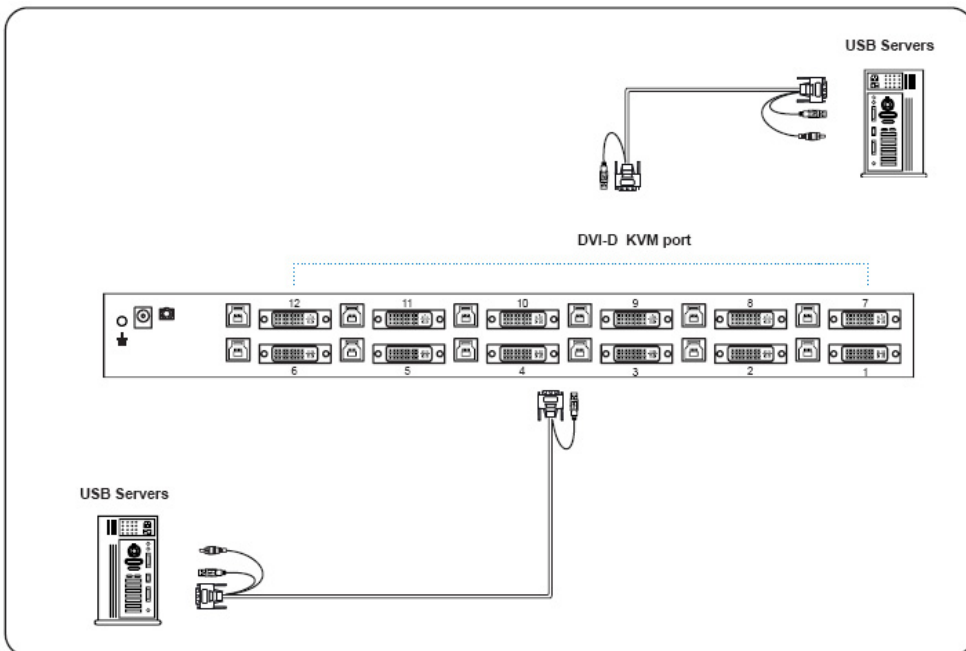 USB Servers
DVI-D KVM port
12 11 10 9 8 7
6 5 4 3 2 1
USB Servers